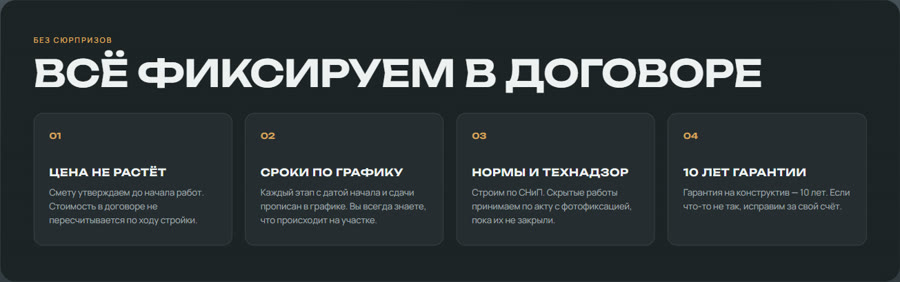 БЕЗ СЮРПРИЗОВ
ВСЁ ФИКСИРУЕМ В ДОГОВОРЕ
01
ЦЕНА НЕ РАСТЁТ
Смету утверждаем до начала работ.
Стоимость в договоре не
пересчитывается по ходу стройки.
02
СРОКИ ПО ГРАФИКУ
Каждый этап с датой начала и сдачи
прописан в графике. Вы всегда знаете,
что происходит на участке.
03
НОРМЫ И ТЕХНАДЗОР
Строим по СНиП. Скрытые работы
принимаем по акту с фотофиксацией,
пока их не закрыли.
04
10 ЛЕТ ГАРАНТИИ
Гарантия на конструктив — 10 лет. Если
что-то не так, исправим за свой счёт.